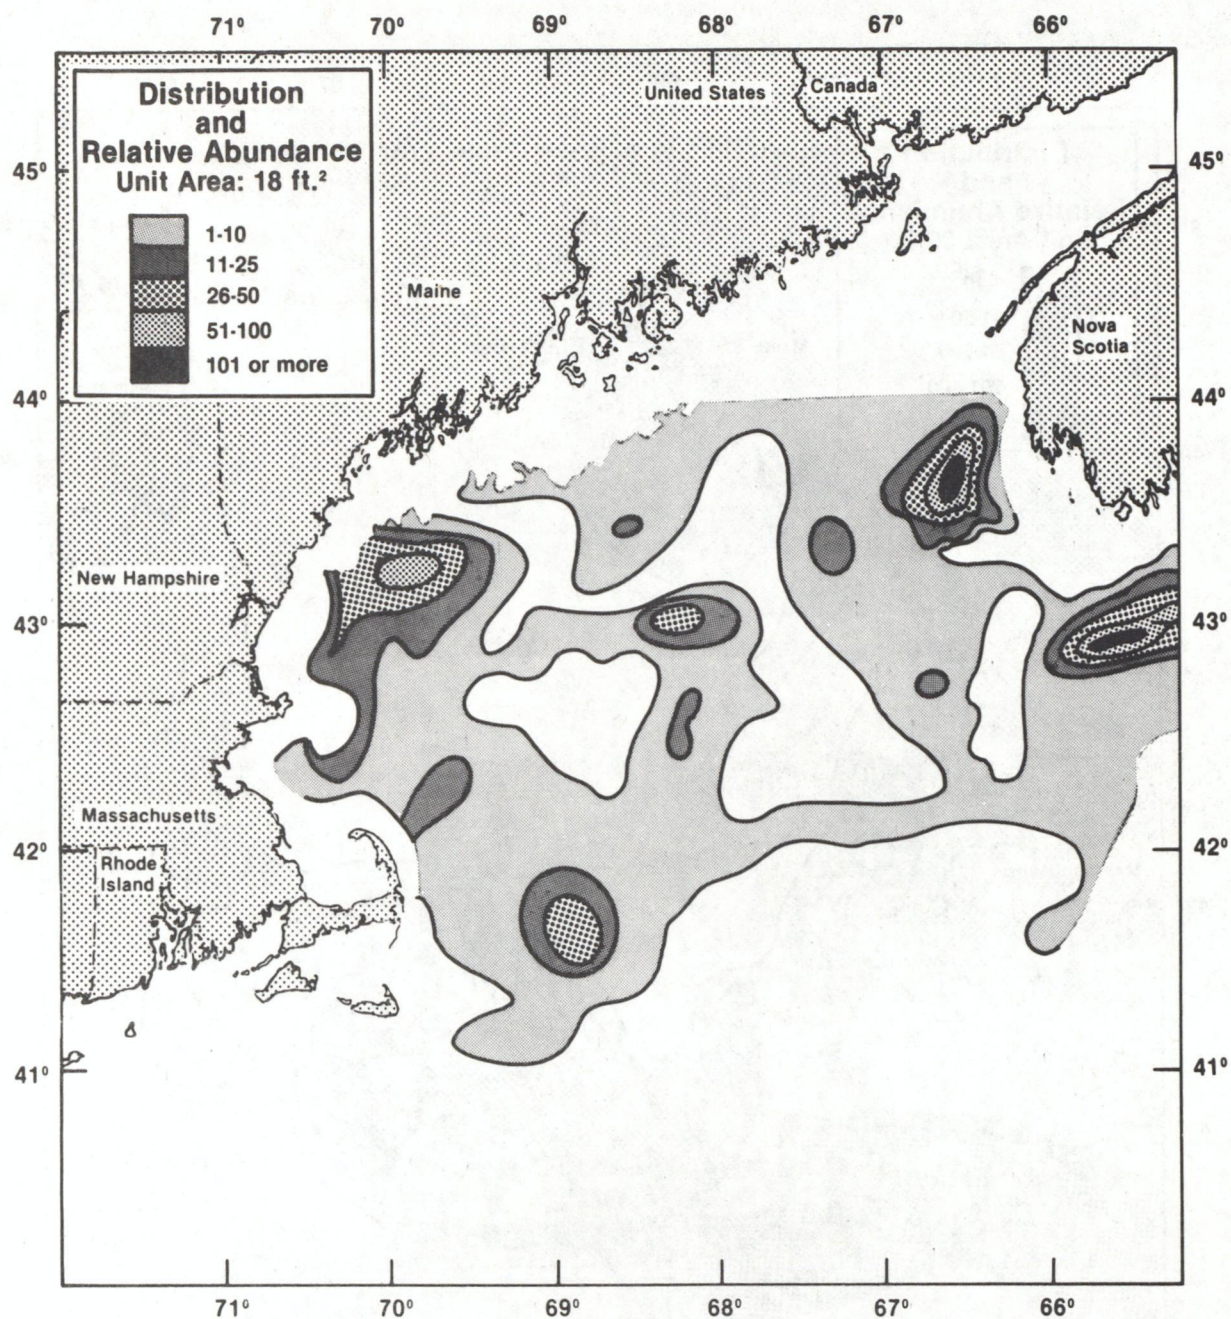 71° 70° 69° 68° 67° 66°
Distribution
and
Relative Abundance
Unit Area: 18 ft.²
1-10
11-25
26-50
51-100
101 or more
United States
Canada
45° 45°
Maine
Nova
Scotia
44° 44°
New Hampshire
43° 43°
Massachusetts
42° 42°
Rhode
Island
41° 41°
71° 70° 69° 68° 67° 66°